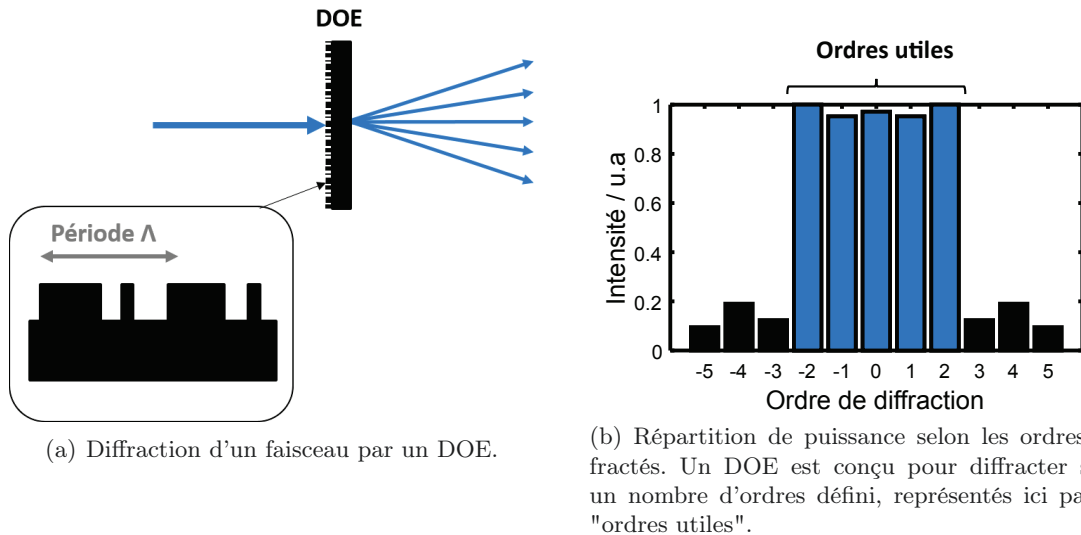 DOE
Période Λ
(a) Diffraction d'un faisceau par un DOE.
Ordres utiles
Intensité / u.a
1
0.8
0.6
0.4
0.2
0
-5 -4 -3 -2 -1 0 1 2 3 4 5
Ordre de diffraction
(b) Répartition de puissance selon les ordres
fractés. Un DOE est conçu pour diffracter
un nombre d'ordres défini, représentés ici
"ordres utiles".